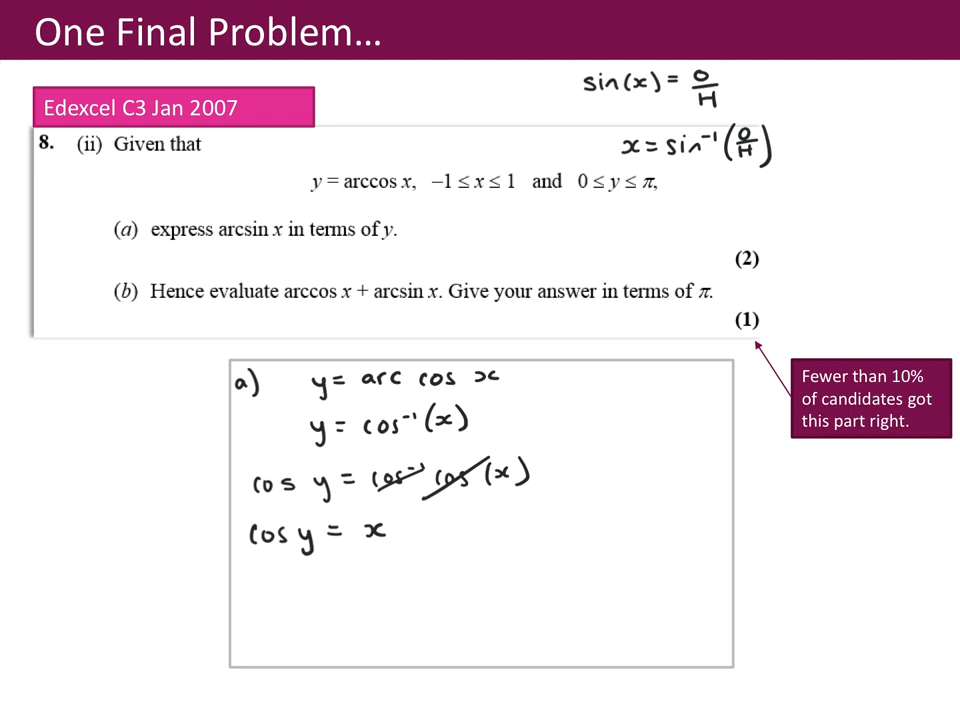 One Final Problem...
sin(x) = O/H
Edexcel C3 Jan 2007
x = sin⁻¹(O/H)
8. (ii) Given that
y = arccos x, −1 ≤ x ≤ 1 and 0 ≤ y ≤ π,
(a) express arcsin x in terms of y.
(2)
(b) Hence evaluate arccos x + arcsin x. Give your answer in terms of π.
(1)
Fewer than 10%
of candidates got
this part right.
a) y = arc cos x
y = cos⁻¹(x)
cos y = cos⁻¹ cos(x)
cos y = x